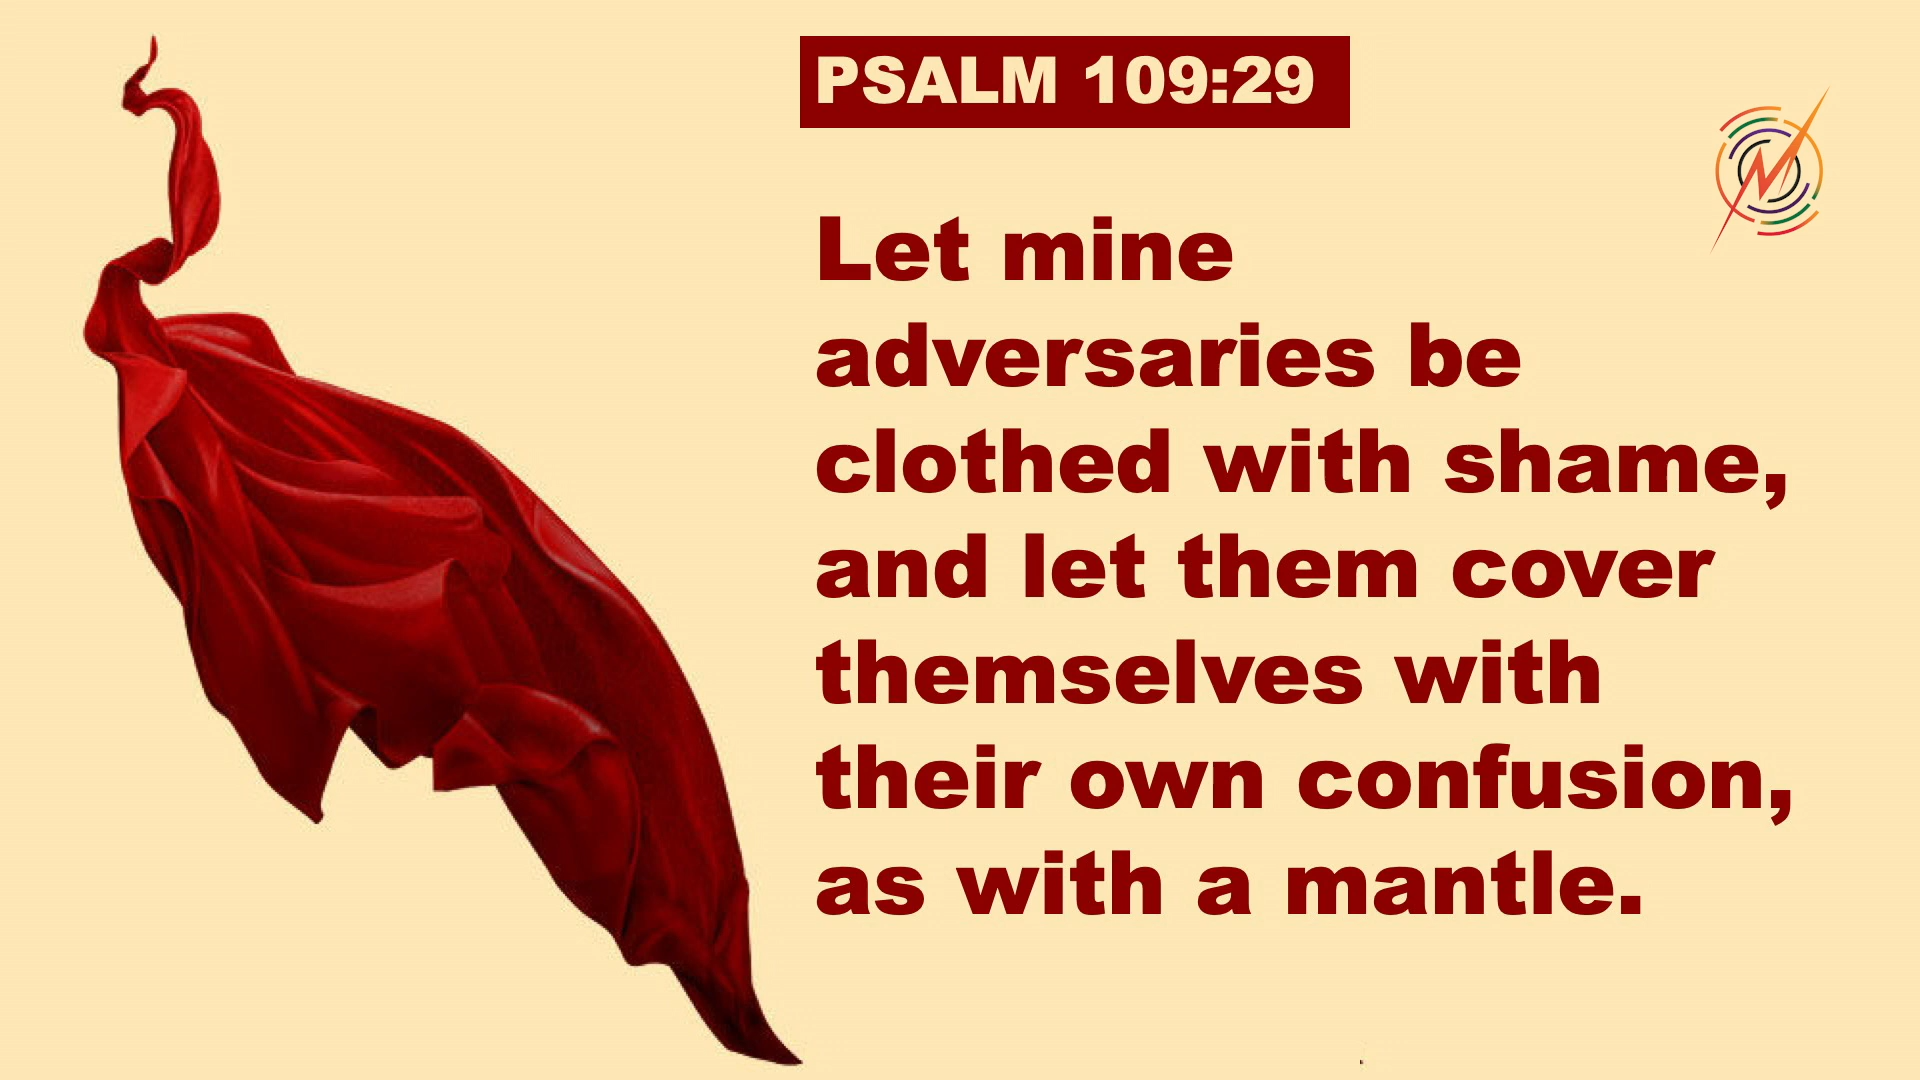 PSALM 109:29
Let mine
adversaries be
clothed with shame,
and let them cover
themselves with
their own confusion,
as with a mantle.